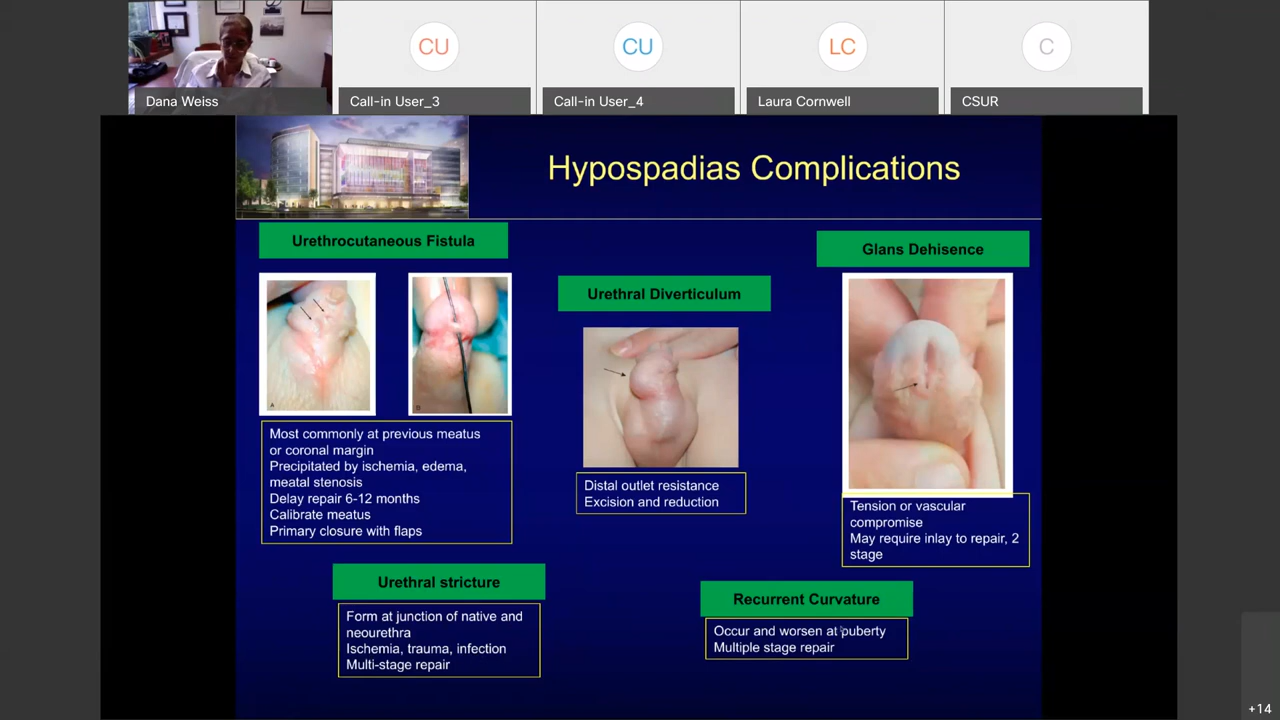 Dana Weiss
Call-in User_3
Call-in User_4
Laura Cornwell
CSUR
CU
CU
LC
C
Hypospadias Complications
Urethrocutaneous Fistula
Most commonly at previous meatus
or coronal margin
Precipitated by ischemia, edema,
meatal stenosis
Delay repair 6-12 months
Calibrate meatus
Primary closure with flaps
Urethral Diverticulum
Distal outlet resistance
Excision and reduction
Glans Dehisence
Tension or vascular
compromise
May require inlay to repair, 2
stage
Urethral stricture
Form at junction of native and
neourethra
Ischemia, trauma, infection
Multi-stage repair
Recurrent Curvature
Occur and worsen at puberty
Multiple stage repair
+14